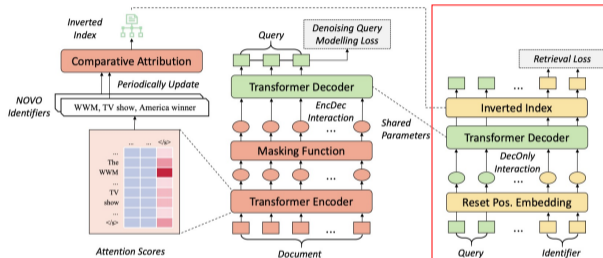 Inverted
Index
Comparative Attribution
Periodically Update
NOVO
Identifiers
WWM, TV show, America winner
... ... </s>
...
The
WWM
...
TV
show
...
</s>
Attention Scores
Query
Denoising Query
Modelling Loss
...
Transformer Decoder
EncDec
Interaction
...
Masking Function
...
Transformer Encoder
...
Document
Shared
Parameters
Retrieval Loss
...
Inverted Index
Transformer Decoder
DecOnly
Interaction
...
Reset Pos. Embedding
...
Query
Identifier